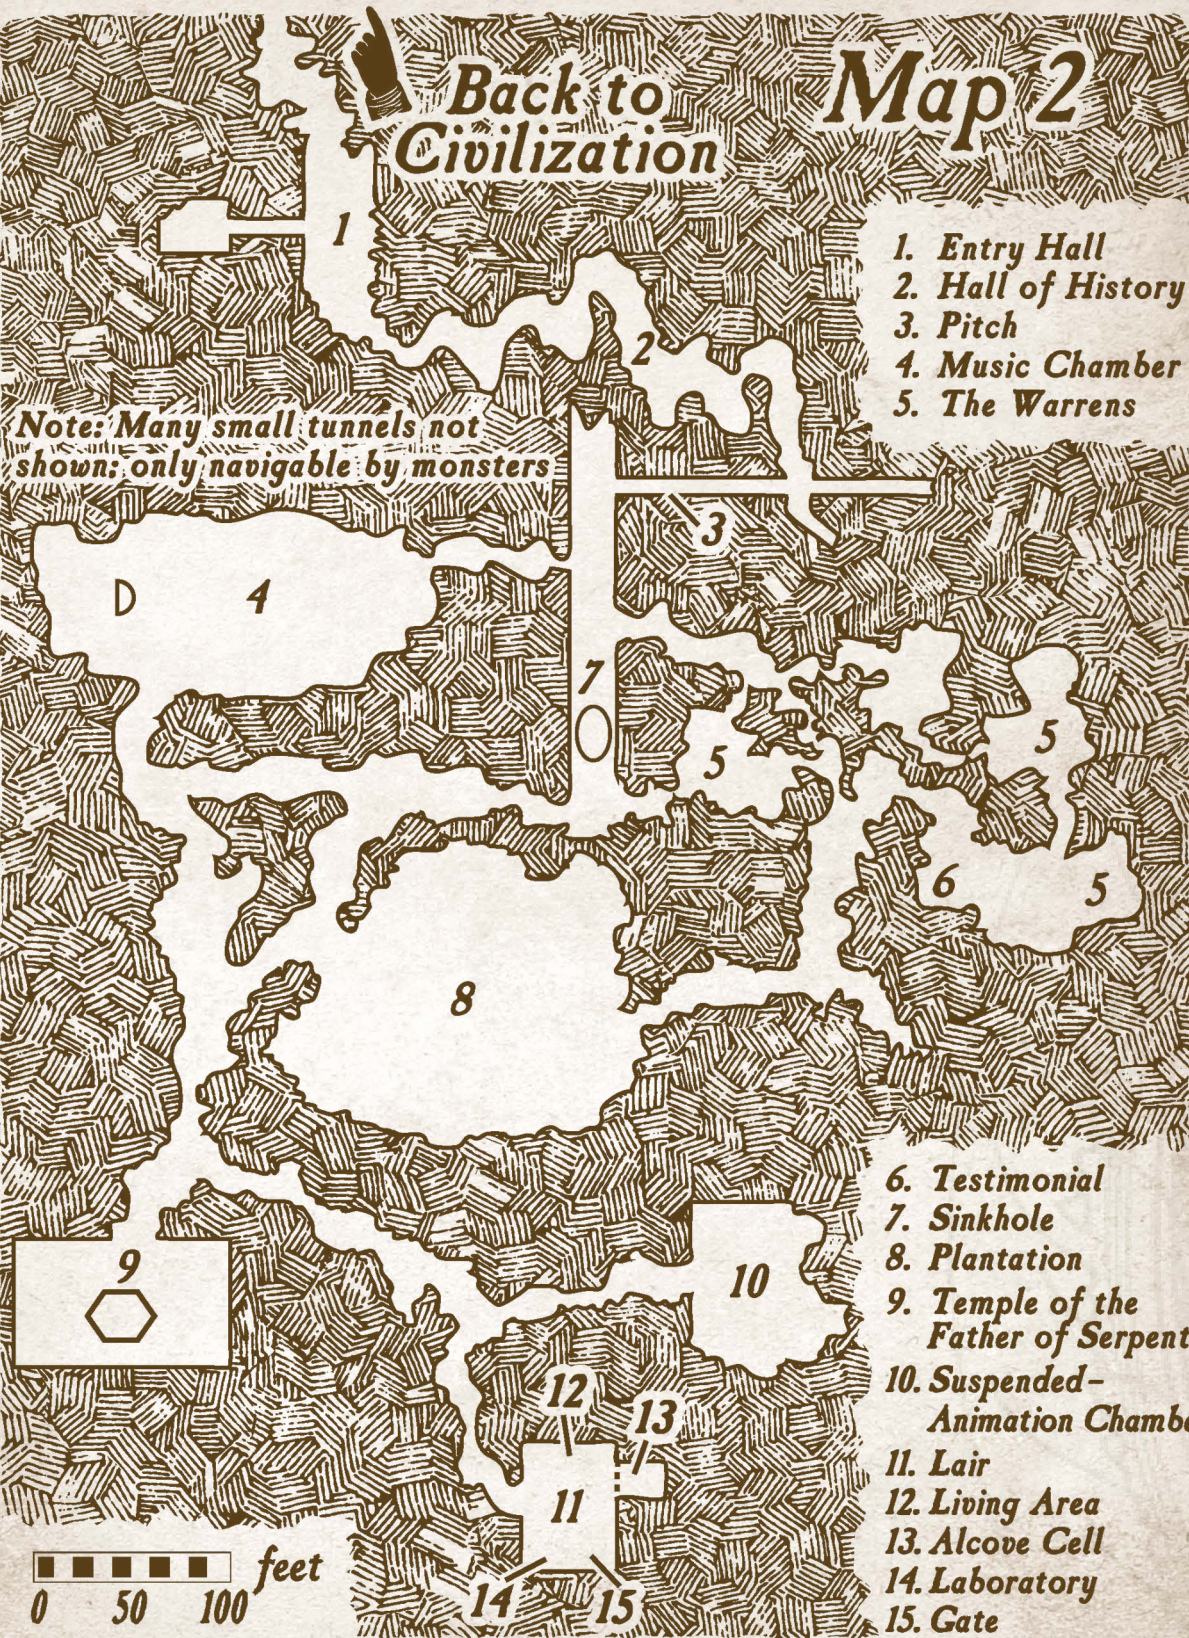 Back to
Civilization
Map 2
1
1. Entry Hall
2. Hall of History
3. Pitch
4. Music Chamber
5. The Warrens
2
Note: Many small tunnels not
shown; only navigable by monsters
3
4
7
5
5
6
5
8
6. Testimonial
7. Sinkhole
8. Plantation
9. Temple of the
Father of Serpent
10. Suspended-
Animation Chambe
11. Lair
12. Living Area
13. Alcove Cell
14. Laboratory
15. Gate
9
10
12
13
11
14
15
feet
0 50 100